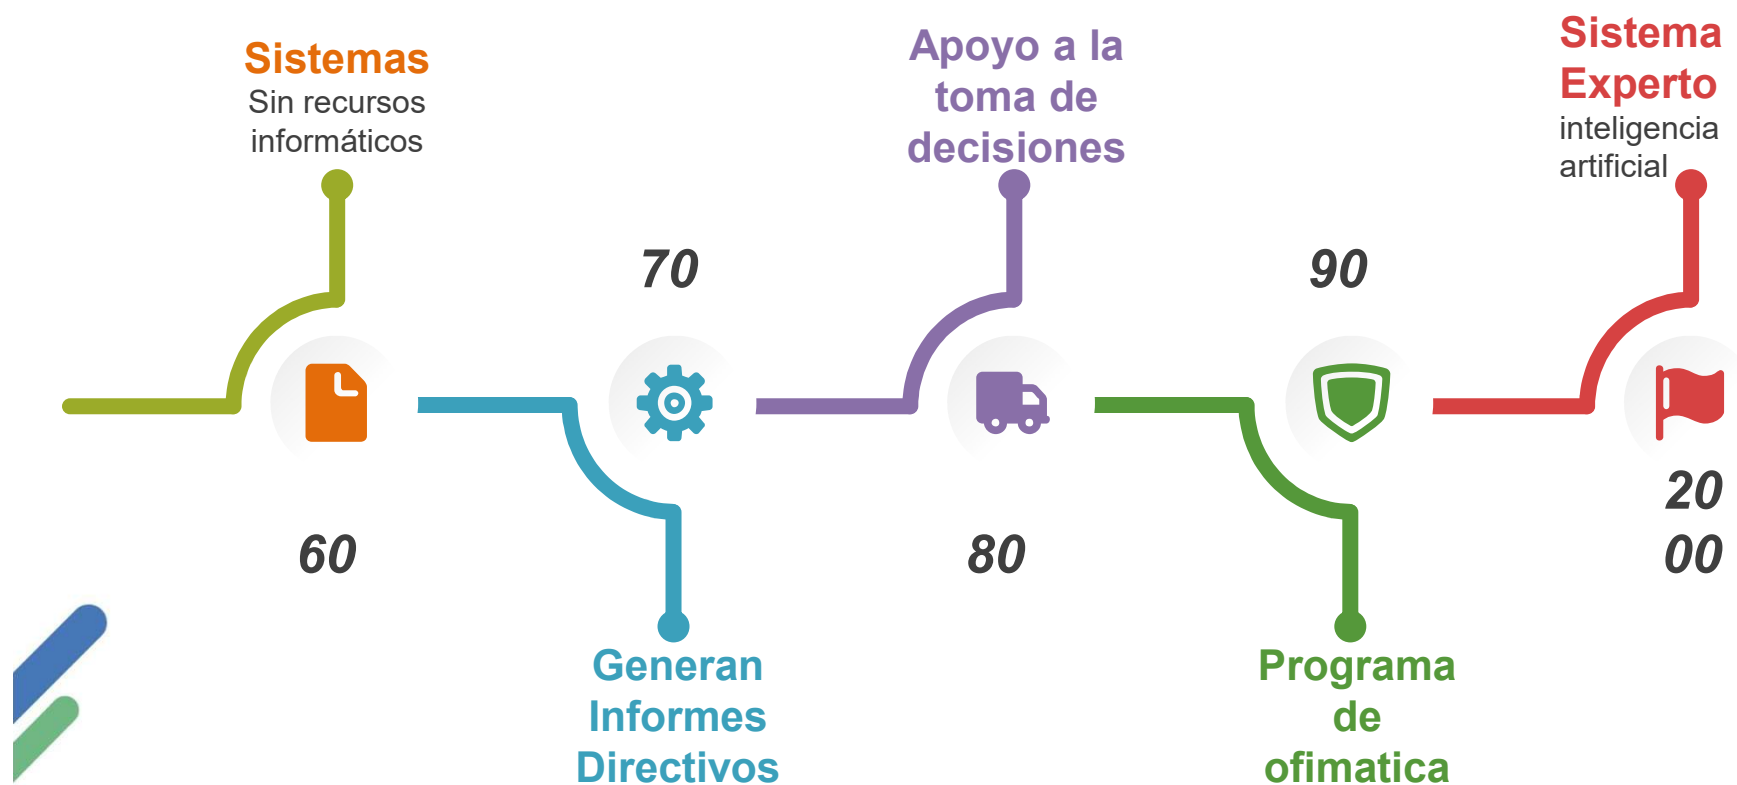 Sistemas
Sin recursos
informáticos
60
70
Generan
Informes
Directivos
Apoyo a la
toma de
decisiones
80
90
Programa
de
ofimatica
Sistema
Experto
inteligencia
artificial
20
00